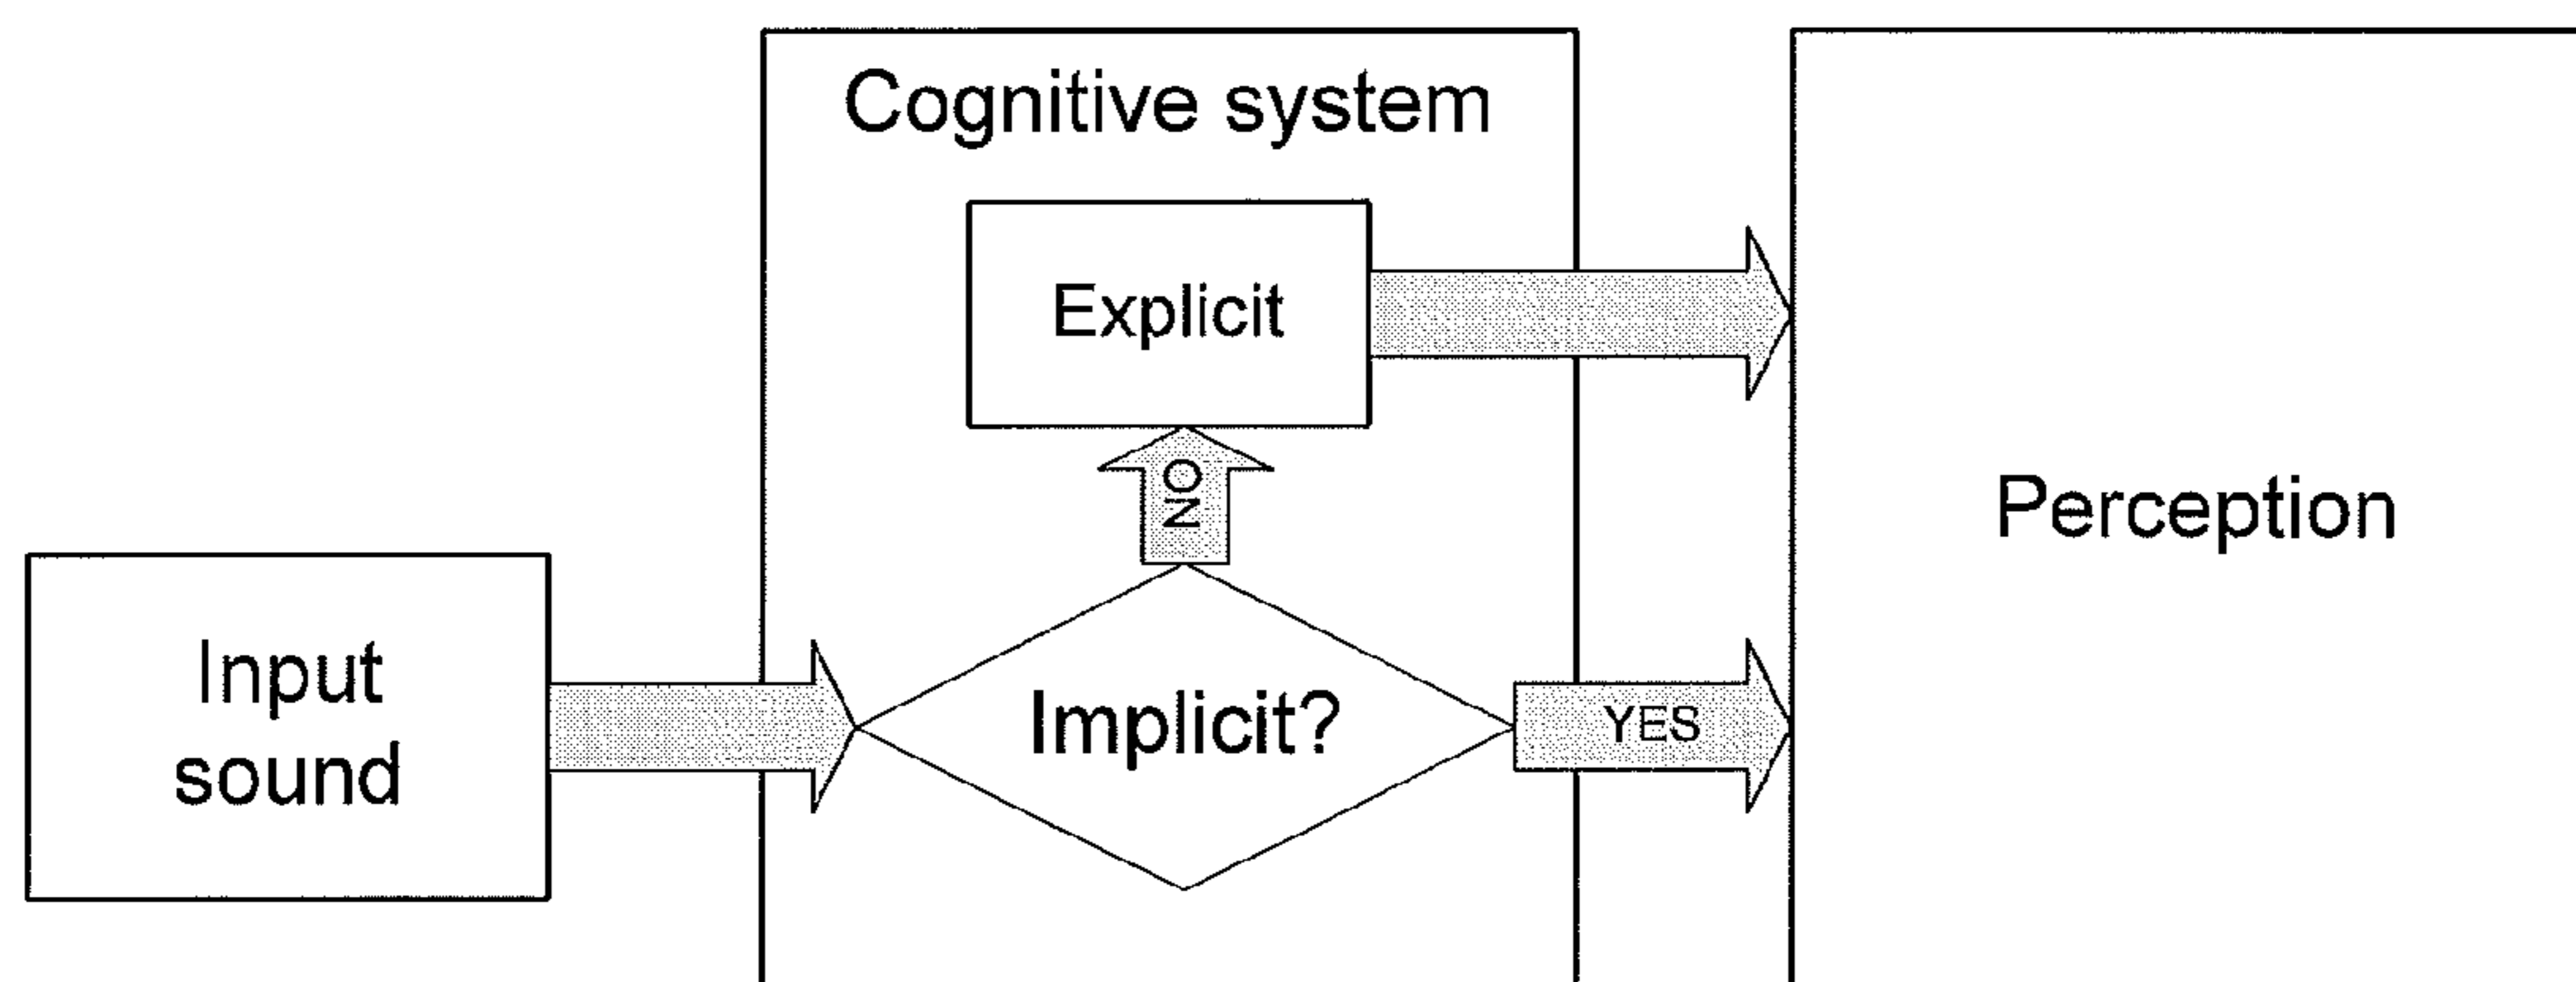 Cognitive system
Explicit
NO
Input
sound
Implicit?
YES
Perception